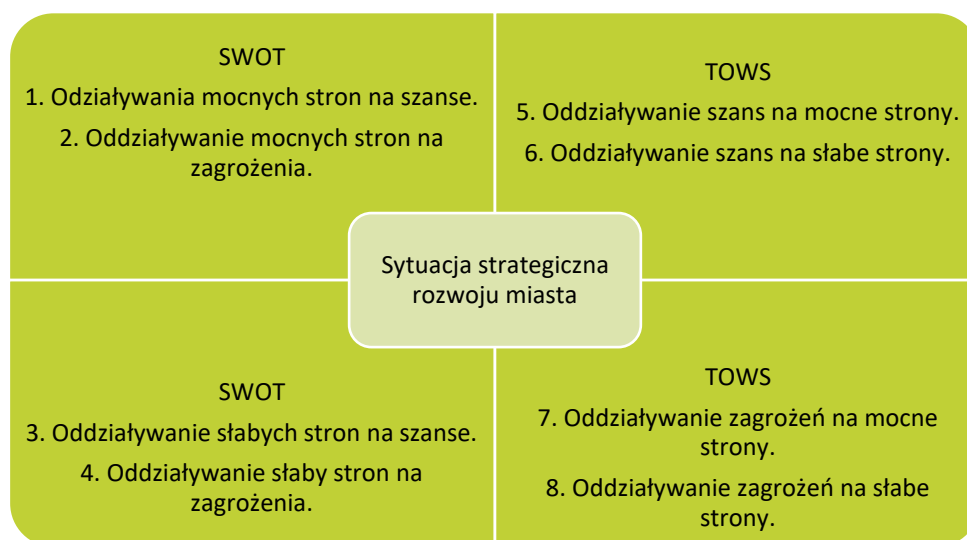 SWOT
1. Odziaływania mocnych stron na szanse.
2. Oddziaływanie mocnych stron na
zagrożenia.
TOWS
5. Oddziaływanie szans na mocne strony.
6. Oddziaływanie szans na słabe strony.
Sytuacja strategiczna
rozwoju miasta
SWOT
3. Oddziaływanie słabych stron na szanse.
4. Oddziaływanie słaby stron na
zagrożenia.
TOWS
7. Oddziaływanie zagrożeń na mocne
strony.
8. Oddziaływanie zagrożeń na słabe
strony.